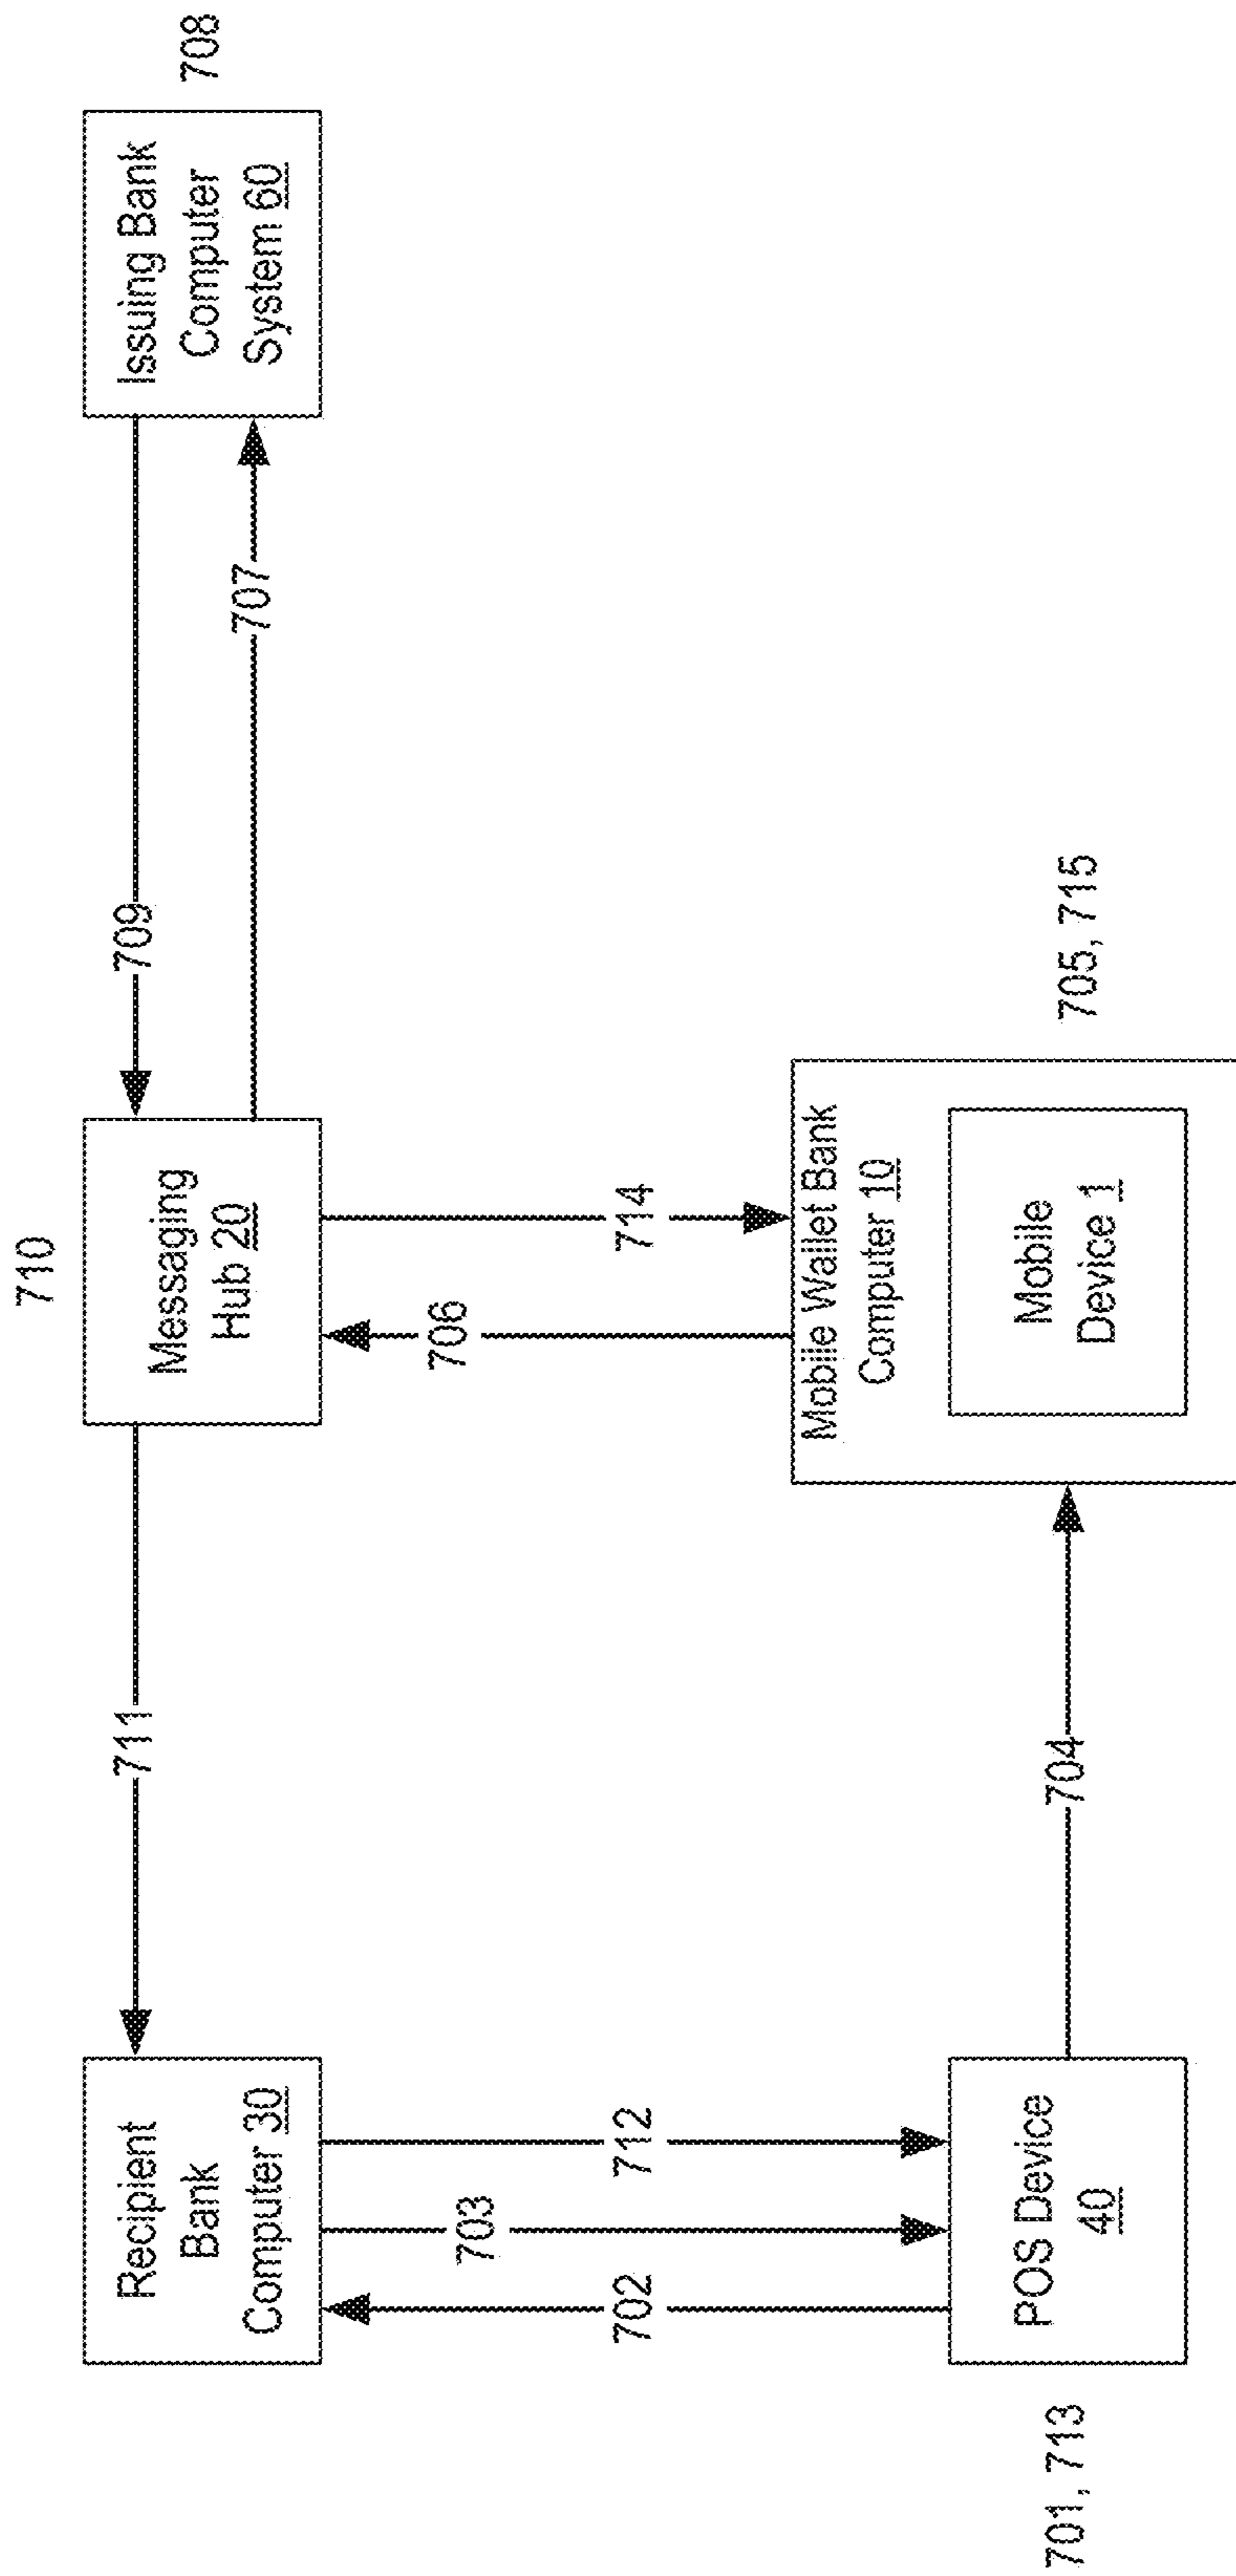 710
708
Recipient
Bank
Computer 30
711
Messaging
Hub 20
709
707
Issuing Bank
Computer
System 60
702
703
712
706
714
701, 713
POS Device
40
704
Mobile Wallet Bank
Computer 10
Mobile
Device 1
705, 715